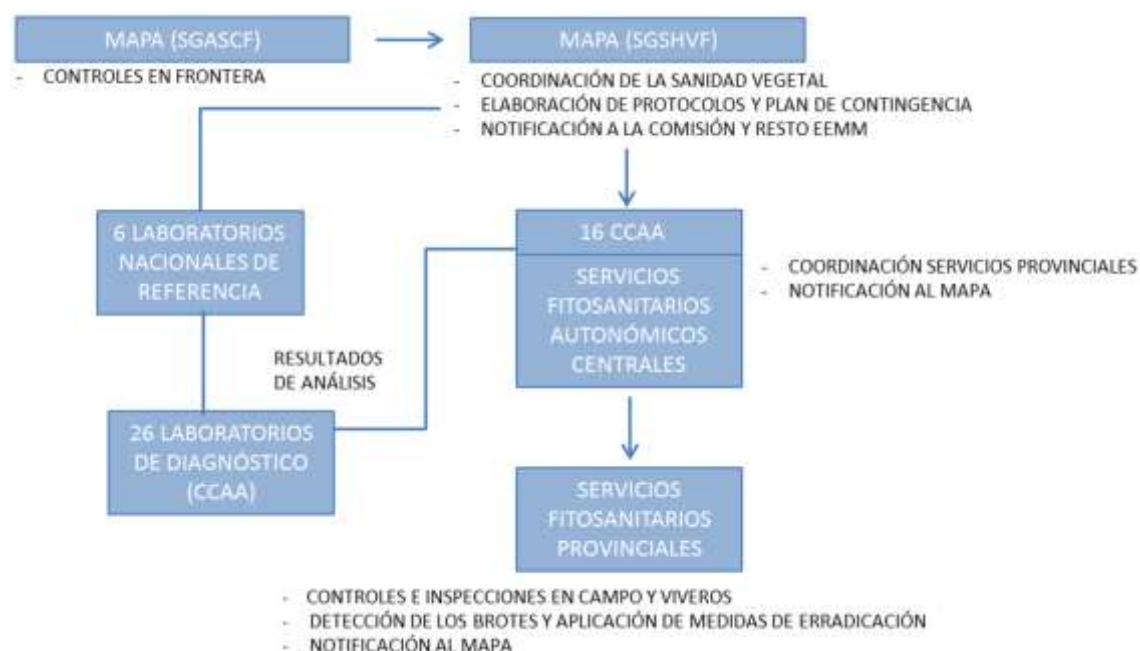 MAPA (SGASCF)
MAPA (SGSHVF)
- CONTROLES EN FRONTERA
- COORDINACIÓN DE LA SANIDAD VEGETAL
- ELABORACIÓN DE PROTOCOLOS Y PLAN DE CONTINGENCIA
- NOTIFICACIÓN A LA COMISIÓN Y RESTO EEMM
6 LABORATORIOS
NACIONALES DE
REFERENCIA
16 CCAA
SERVICIOS
FITOSANITARIOS
AUTONÓMICOS
CENTRALES
- COORDINACIÓN SERVICIOS PROVINCIALES
- NOTIFICACIÓN AL MAPA
RESULTADOS
DE ANÁLISIS
26 LABORATORIOS
DE DIAGNÓSTICO
(CCAA)
SERVICIOS
FITOSANITARIOS
PROVINCIALES
- CONTROLES E INSPECCIONES EN CAMPO Y VIVEROS
- DETECCIÓN DE LOS BROTES Y APLICACIÓN DE MEDIDAS DE ERRADICACIÓN
- NOTIFICACIÓN AL MAPA